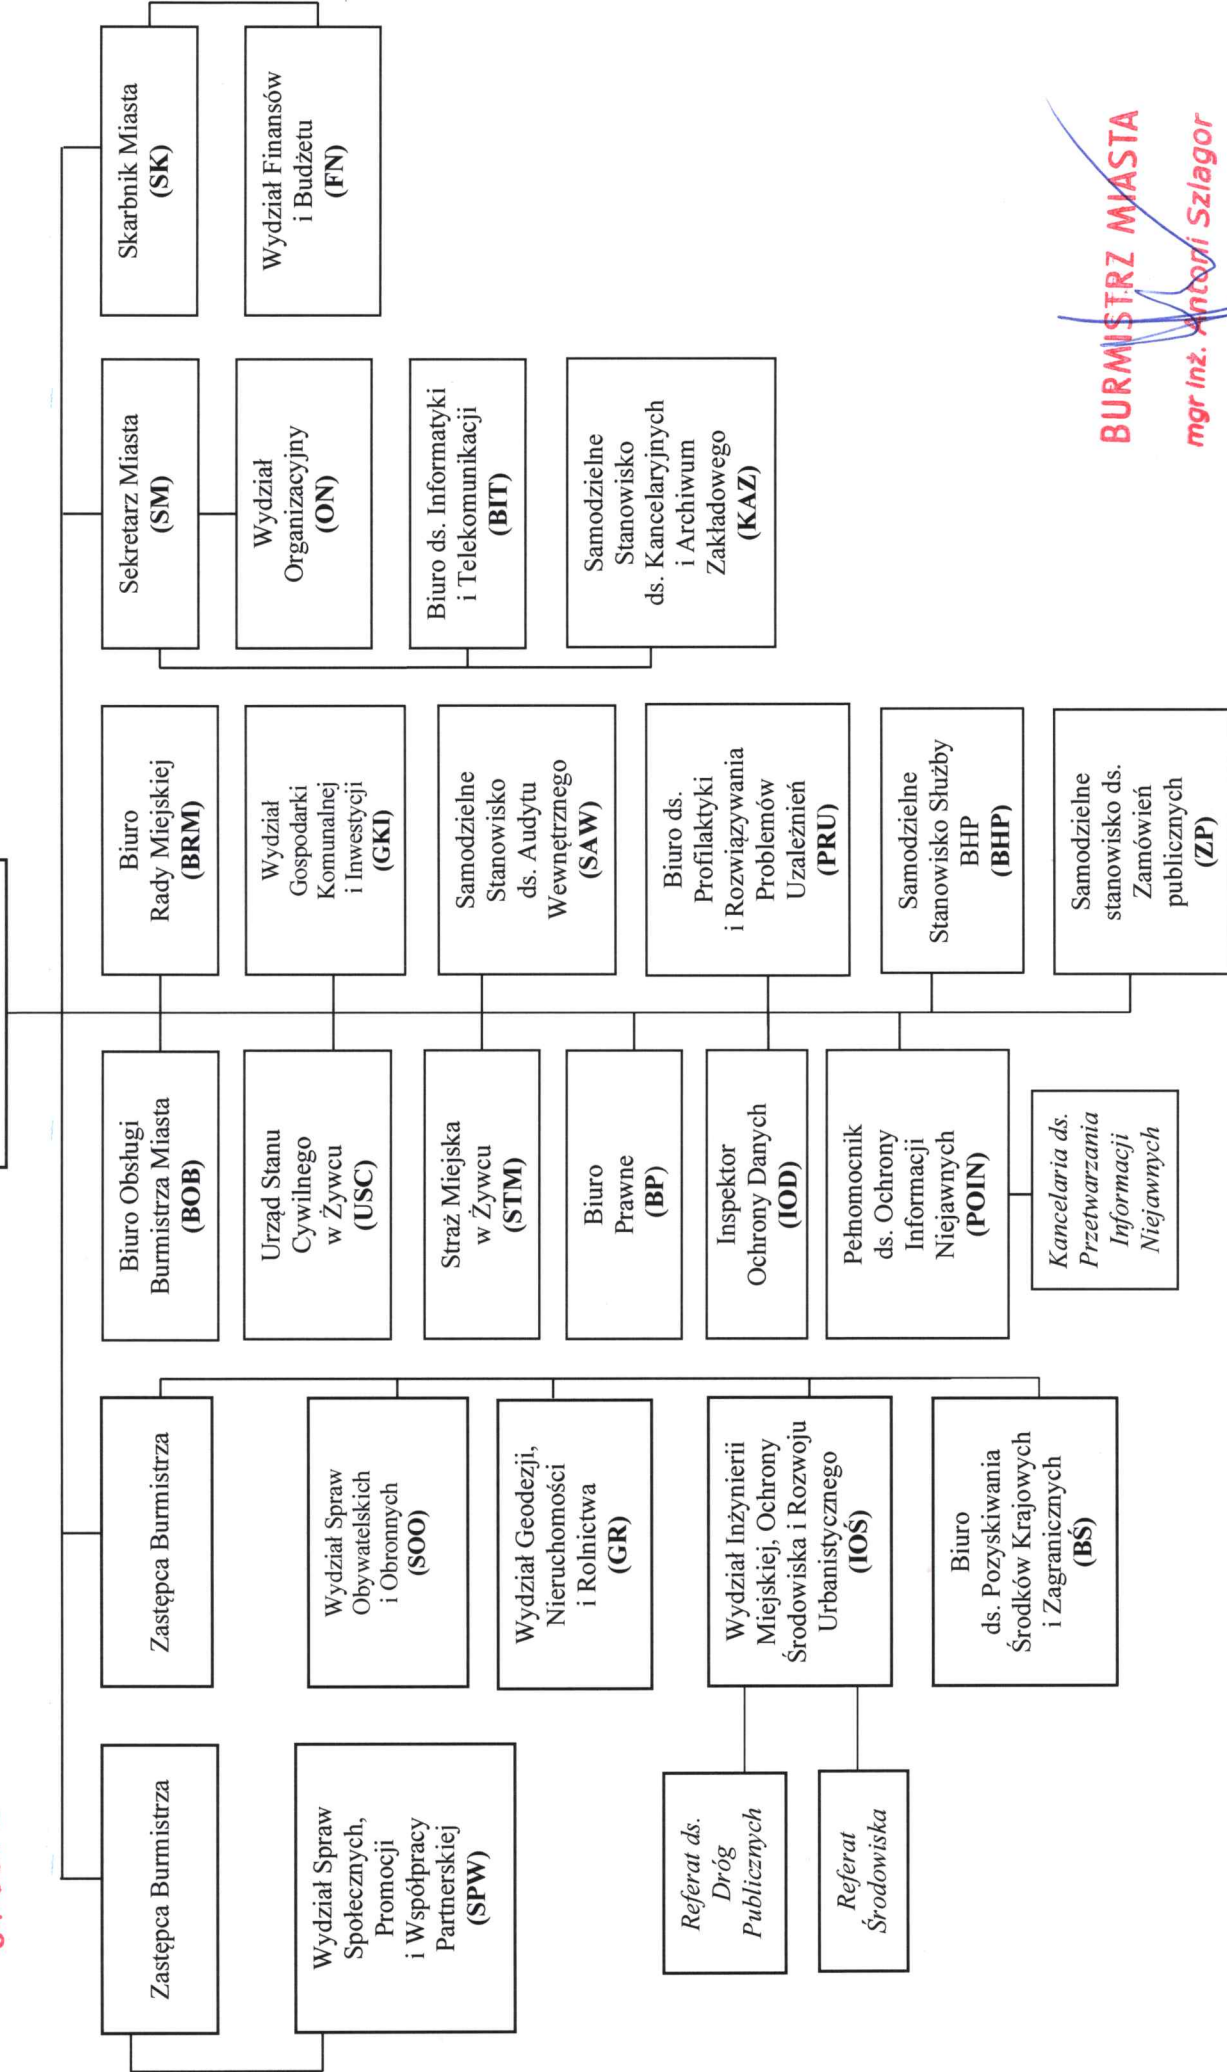 Zastępca Burmistrza
Wydział Spraw
Społecznych,
Promocji
i Współpracy
Partnerskiej
(SPW)
Zastępca Burmistrza
Wydział Spraw
Obywatelskich
i Obronnych
(SOO)
Wydział Geodezji,
Nieruchomości
i Rolnictwa
(GR)
Wydział Inżynierii
Miejskiej, Ochrony
Środowiska i Rozwoju
Urbanistycznego
(IOŚ)
Referat ds.
Dróg
Publicznych
Referat
Środowiska
Biuro
ds. Pozyskiwania
Środków Krajowych
i Zagranicznych
(BŚ)
Biuro Obsługi
Burmistrza Miasta
(BOB)
Urząd Stanu
Cywilnego
w Żywcu
(USC)
Straż Miejska
w Żywcu
(STM)
Biuro
Prawne
(BP)
Inspektor
Ochrony Danych
(IOD)
Pełnomocnik
ds. Ochrony
Informacji
Niejawnych
(POIN)
Kancelaria ds.
Przetwarzania
Informacji
Niejawnych
Biuro
Rady Miejskiej
(BRM)
Wydział
Gospodarki
Komunalnej
i Inwestycji
(GKI)
Samodzielne
Stanowisko
ds. Audytu
Wewnętrznego
(SAW)
Biuro ds.
Profilaktyki
i Rozwiązywania
Problemów
Uzależnień
(PRU)
Samodzielne
Stanowisko Służby
BHP
(BHP)
Samodzielne
stanowisko ds.
Zamówień
publicznych
(ZP)
Sekretarz Miasta
(SM)
Wydział
Organizacyjny
(ON)
Biuro ds. Informatyki
i Telekomunikacji
(BIT)
Samodzielne
Stanowisko
ds. Kancelaryjnych
i Archiwum
Zakładowego
(KAZ)
Skarbnik Miasta
(SK)
Wydział Finansów
i Budżetu
(FN)
BURMISTRZ MIASTA
mgr inż. Antoni Szlagor